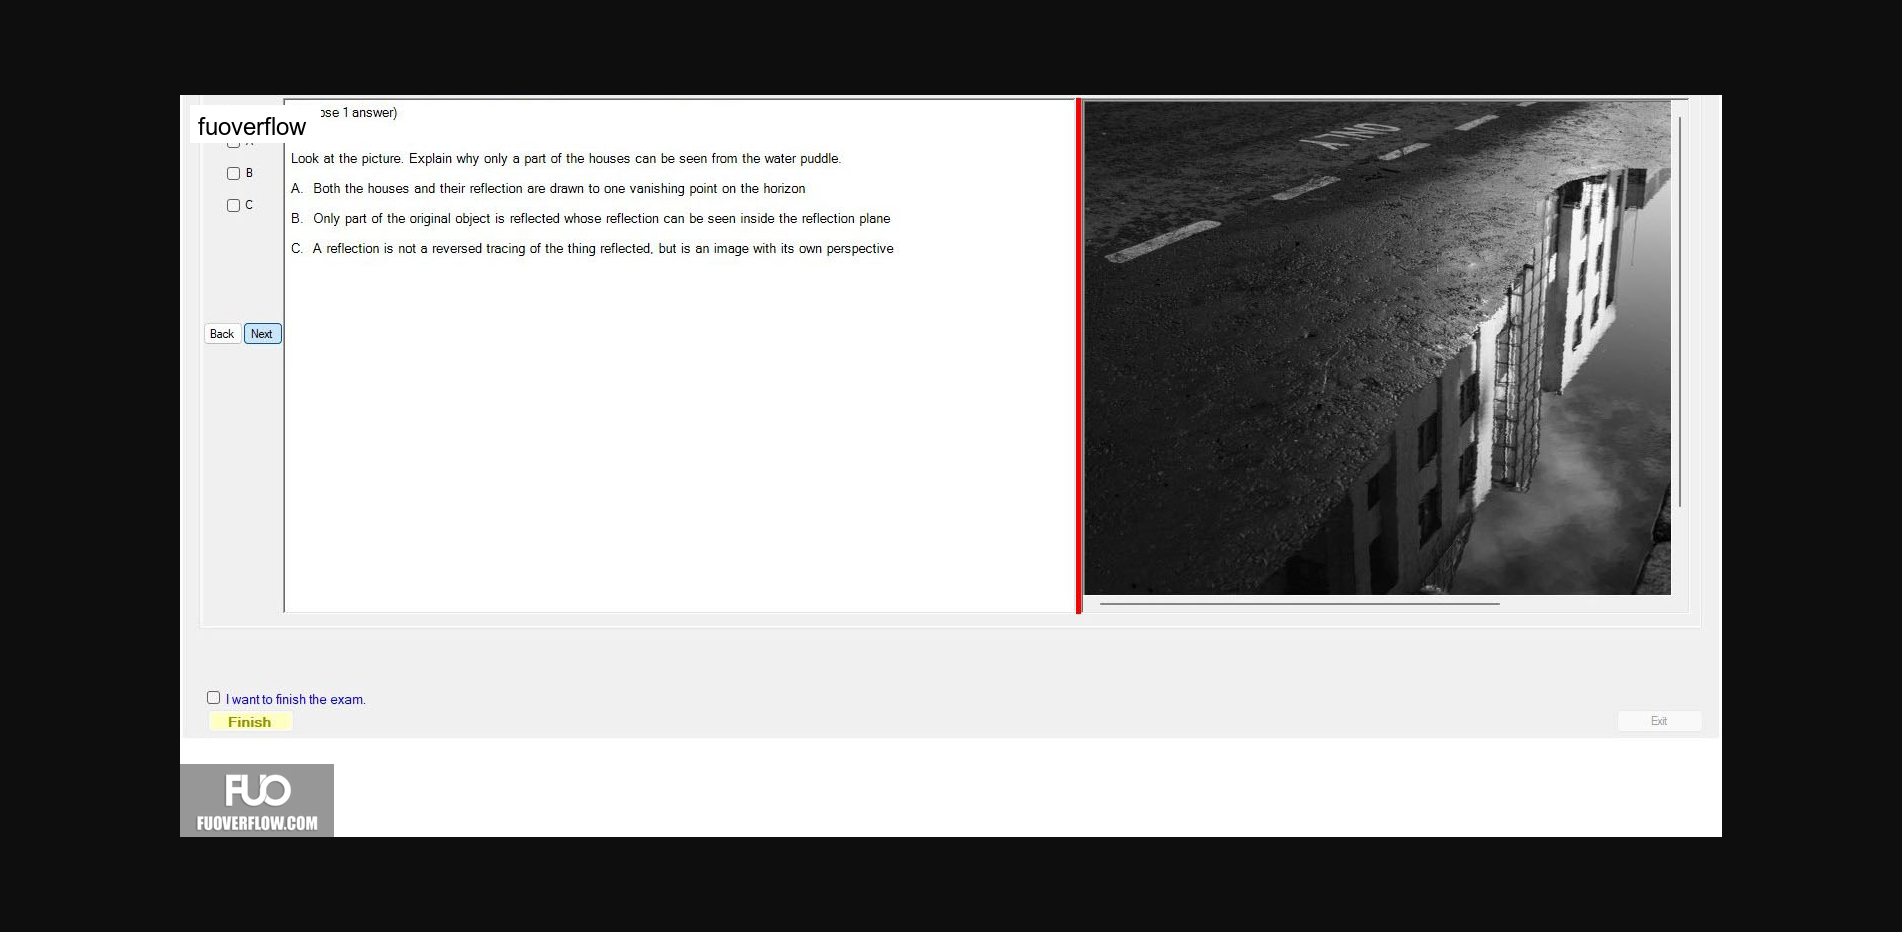 fuoverflow
ose 1 answer)
B
C
Look at the picture. Explain why only a part of the houses can be seen from the water puddle.
A. Both the houses and their reflection are drawn to one vanishing point on the horizon
B. Only part of the original object is reflected whose reflection can be seen inside the reflection plane
C. A reflection is not a reversed tracing of the thing reflected, but is an image with its own perspective
Back
Next
ONLY
I want to finish the exam.
Finish
Exit
FUO
FUOVERFLOW.COM